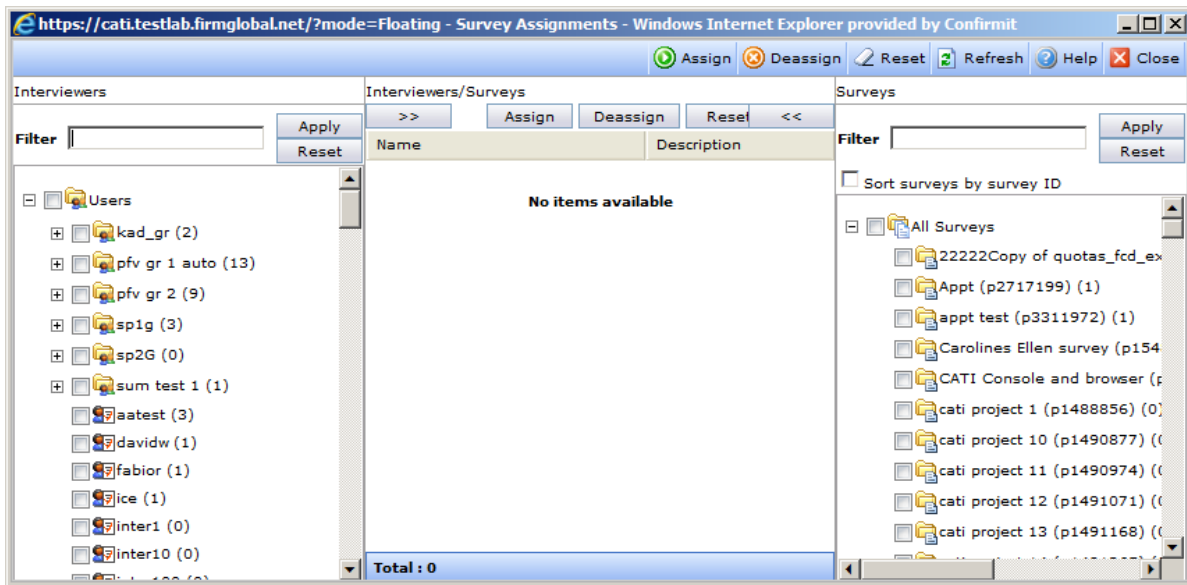 https://cati.testlab.firmglobal.net/?mode=Floating - Survey Assignments - Windows Internet Explorer provided by Confirmit
Assign Deassign Reset Refresh Help Close
Interviewers
Filter
Apply
Reset
Users
kad_gr (2)
pfv gr 1 auto (13)
pfv gr 2 (9)
sp1g (3)
sp2G (0)
sum test 1 (1)
aatest (3)
davidw (1)
fabior (1)
ice (1)
inter1 (0)
inter10 (0)
Interviewers/Surveys
>> Assign Deassign Reset <<
Name Description
No items available
Total : 0
Surveys
Filter
Apply
Reset
Sort surveys by survey ID
All Surveys
22222Copy of quotas_fcd_ex
Appt (p2717199) (1)
appt test (p3311972) (1)
Carolines Ellen survey (p154
CATI Console and browser (p
cati project 1 (p1488856) (0)
cati project 10 (p1490877) (0
cati project 11 (p1490974) (0
cati project 12 (p1491071) (0
cati project 13 (p1491168) (0